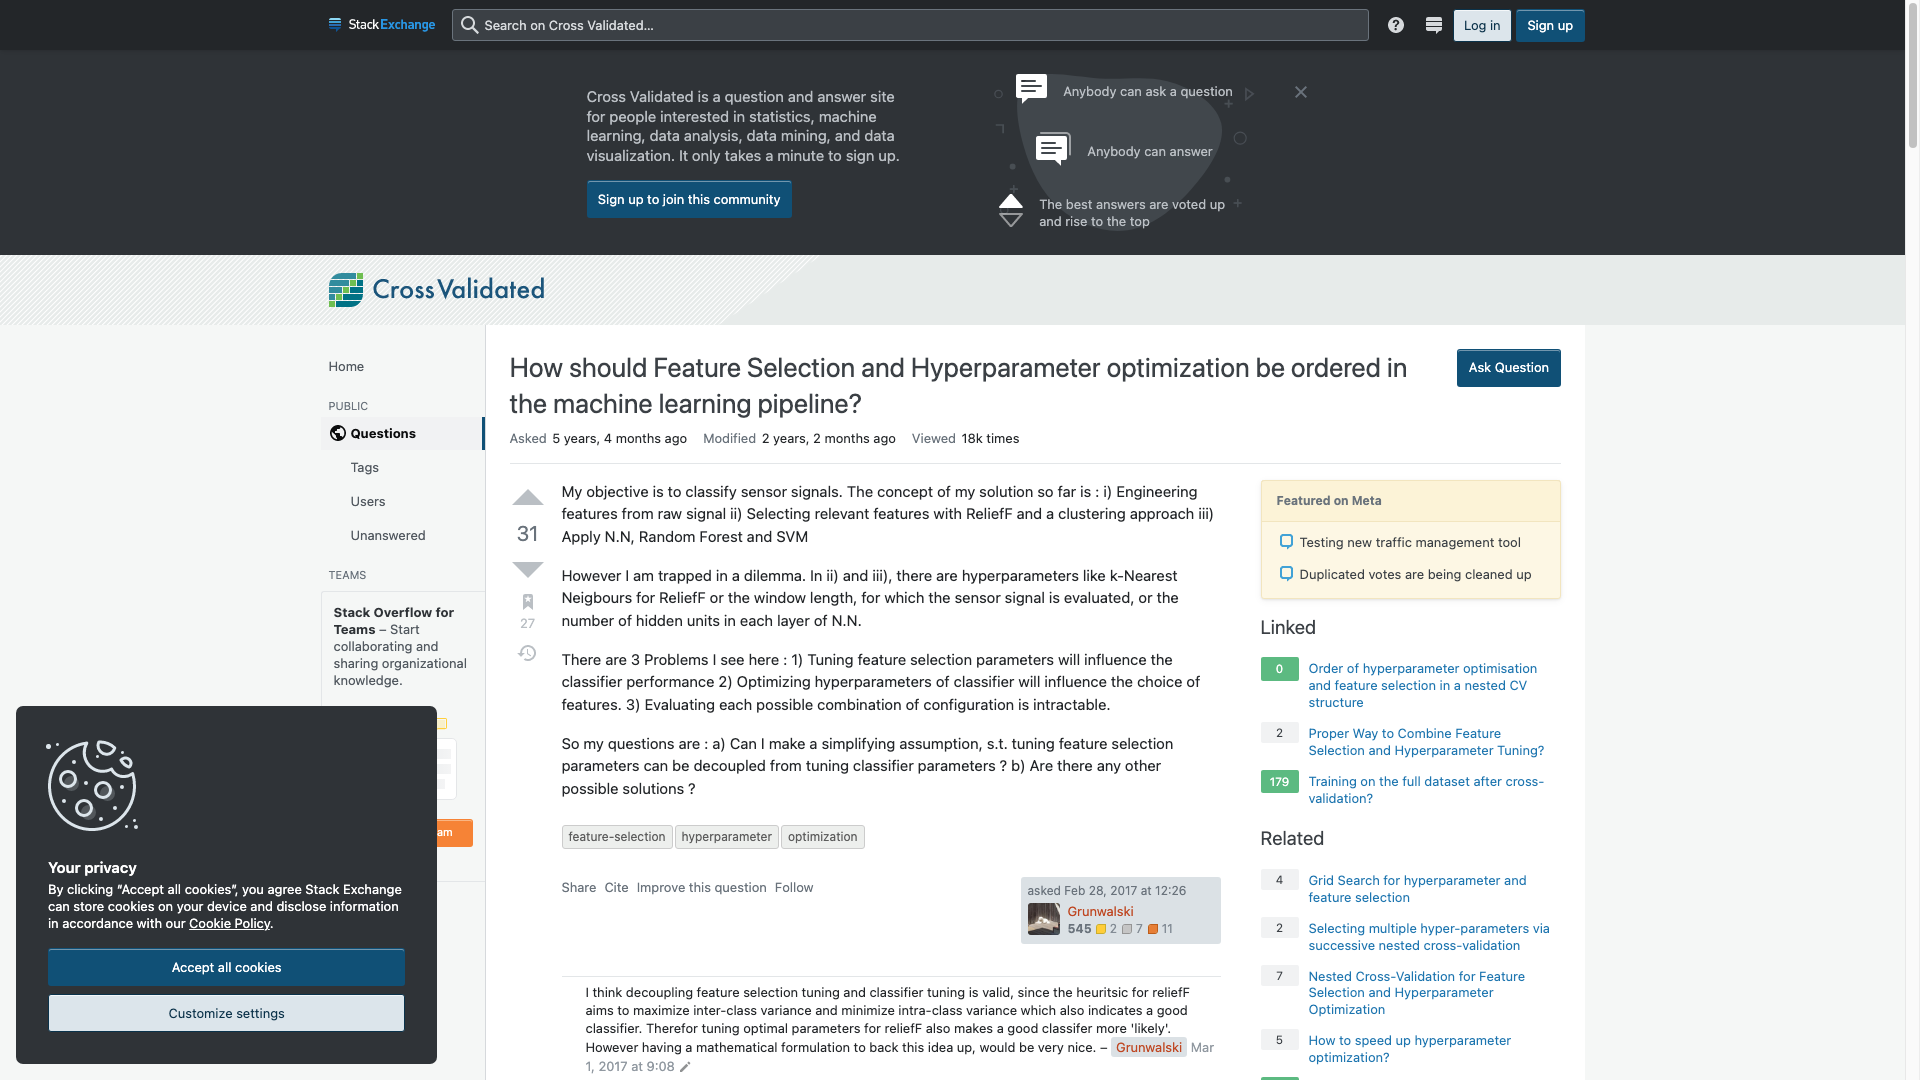 StackExchange
Search on Cross Validated…
Log in
Sign up
Cross Validated is a question and answer site
for people interested in statistics, machine
learning, data analysis, data mining, and data
visualization. It only takes a minute to sign up.
Sign up to join this community
Anybody can ask a question
Anybody can answer
The best answers are voted up
and rise to the top
CrossValidated
Home
PUBLIC
Questions
Tags
Users
Unanswered
TEAMS
Stack Overflow for
Teams – Start
collaborating and
sharing organizational
knowledge.
am
How should Feature Selection and Hyperparameter optimization be ordered in
the machine learning pipeline?
Ask Question
Asked 5 years, 4 months ago Modified 2 years, 2 months ago Viewed 18k times
31
27
My objective is to classify sensor signals. The concept of my solution so far is : i) Engineering
features from raw signal ii) Selecting relevant features with ReliefF and a clustering approach iii)
Apply N.N, Random Forest and SVM
However I am trapped in a dilemma. In ii) and iii), there are hyperparameters like k-Nearest
Neigbours for ReliefF or the window length, for which the sensor signal is evaluated, or the
number of hidden units in each layer of N.N.
There are 3 Problems I see here : 1) Tuning feature selection parameters will influence the
classifier performance 2) Optimizing hyperparameters of classifier will influence the choice of
features. 3) Evaluating each possible combination of configuration is intractable.
So my questions are : a) Can I make a simplifying assumption, s.t. tuning feature selection
parameters can be decoupled from tuning classifier parameters ? b) Are there any other
possible solutions ?
feature-selection hyperparameter optimization
Share Cite Improve this question Follow
asked Feb 28, 2017 at 12:26
Grunwalski
545 2 7 11
I think decoupling feature selection tuning and classifier tuning is valid, since the heuritsic for reliefF
aims to maximize inter-class variance and minimize intra-class variance which also indicates a good
classifier. Therefor tuning optimal parameters for reliefF also makes a good classifer more 'likely'.
However having a mathematical formulation to back this idea up, would be very nice. – Grunwalski Mar
1, 2017 at 9:08
Featured on Meta
Testing new traffic management tool
Duplicated votes are being cleaned up
Linked
0 Order of hyperparameter optimisation
and feature selection in a nested CV
structure
2 Proper Way to Combine Feature
Selection and Hyperparameter Tuning?
179 Training on the full dataset after cross-
validation?
Related
4 Grid Search for hyperparameter and
feature selection
2 Selecting multiple hyper-parameters via
successive nested cross-validation
7 Nested Cross-Validation for Feature
Selection and Hyperparameter
Optimization
5 How to speed up hyperparameter
optimization?
Your privacy
By clicking “Accept all cookies”, you agree Stack Exchange
can store cookies on your device and disclose information
in accordance with our Cookie Policy.
Accept all cookies
Customize settings